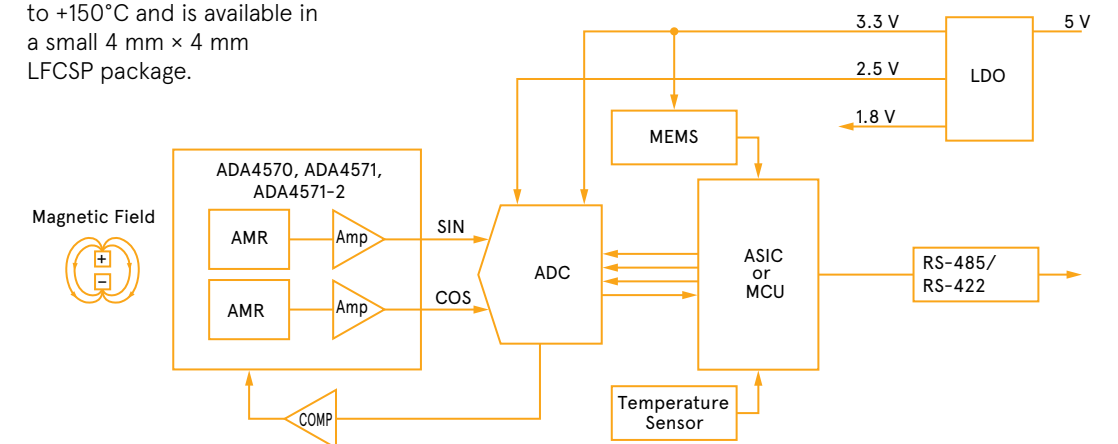 to +150°C and is available in
a small 4 mm × 4 mm
LFCSP package.
3.3 V
5 V
2.5 V
LDO
1.8 V
MEMS
ADA4570, ADA4571,
ADA4571-2
Magnetic Field
+
−
AMR
Amp
SIN
AMR
Amp
COS
ADC
ASIC
or
MCU
RS-485/
RS-422
COMP
Temperature
Sensor